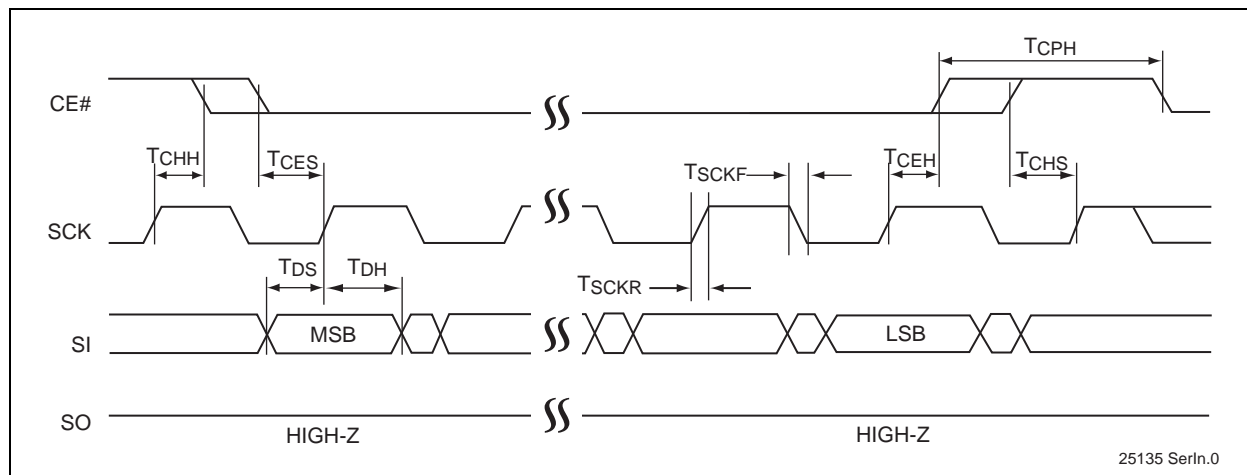 TCPH
CE#
TCHH
TCES
TSCKF
TCEH
TCHS
SCK
TDS
TDH
TSCKR
SI
MSB
LSB
SO
HIGH-Z
HIGH-Z
25135 SerIn.0